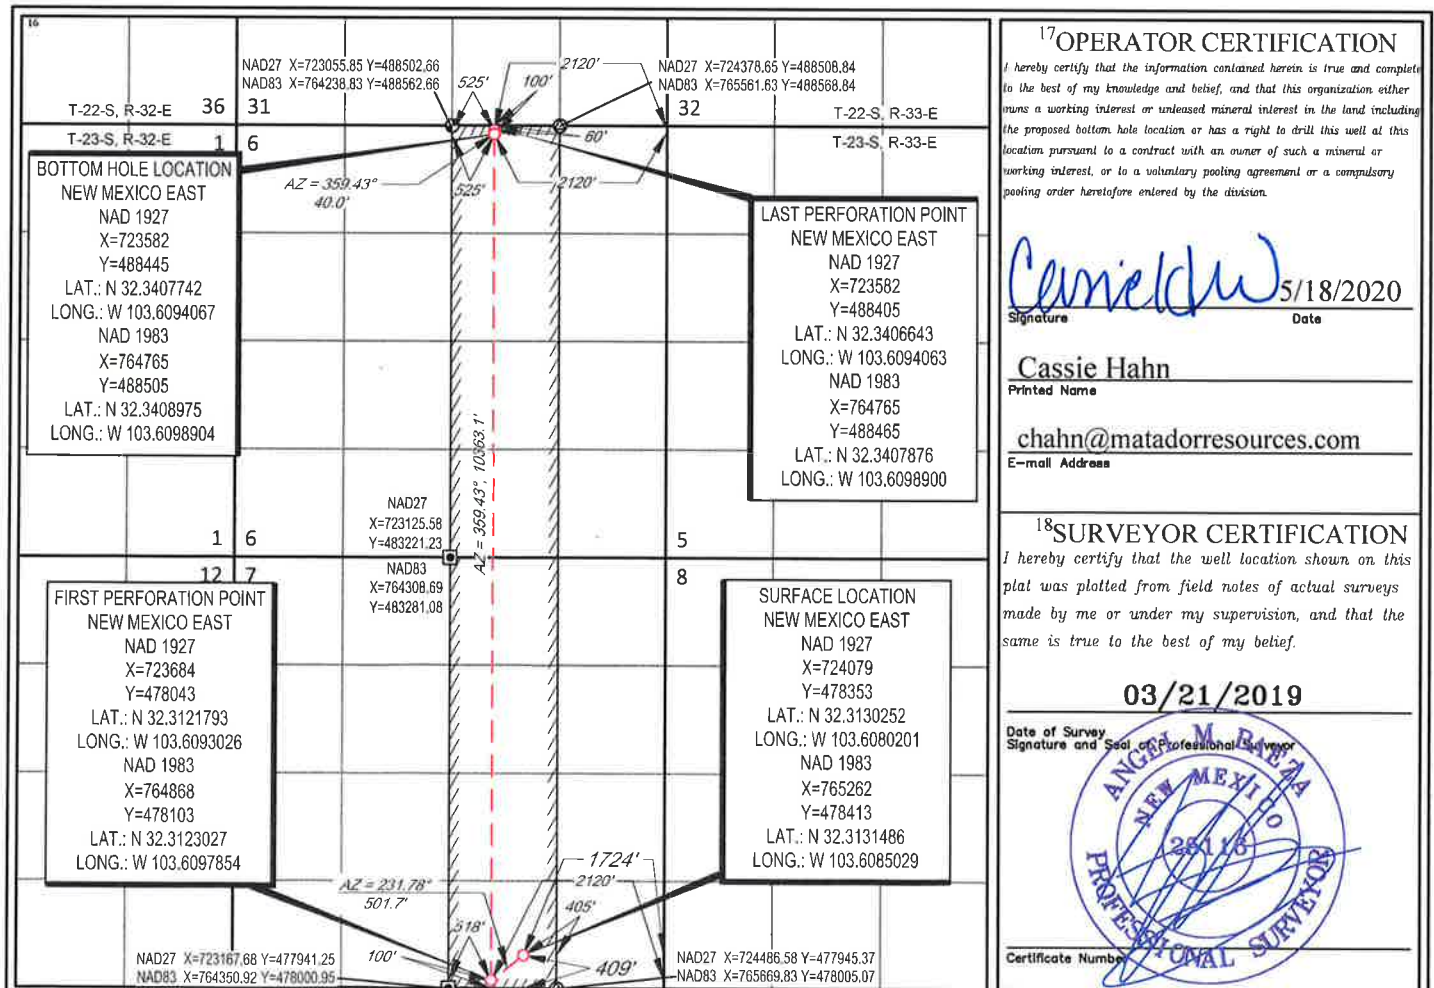 16
NAD27 X=723055.85 Y=488502.66
NAD83 X=764238.83 Y=488562.66
525'
100'
2120'
NAD27 X=724378.65 Y=488508.84
NAD83 X=765561.63 Y=488568.84
T-22-S, R-32-E
36
31
32
T-22-S, R-33-E
T-23-S, R-32-E
1
6
60'
T-23-S, R-33-E
BOTTOM HOLE LOCATION
NEW MEXICO EAST
NAD 1927
X=723582
Y=488445
LAT.: N 32.3407742
LONG.: W 103.6094067
NAD 1983
X=764765
Y=488505
LAT.: N 32.3408975
LONG.: W 103.6098904
AZ = 359.43°
40.0'
525'
2120'
LAST PERFORATION POINT
NEW MEXICO EAST
NAD 1927
X=723582
Y=488405
LAT.: N 32.3406643
LONG.: W 103.6094063
NAD 1983
X=764765
Y=488465
LAT.: N 32.3407876
LONG.: W 103.6098900
AZ = 359.43°, 10363.1'
NAD27
X=723125.58
Y=483221.23
NAD83
X=764308.69
Y=483281.08
1
6
5
12
7
8
FIRST PERFORATION POINT
NEW MEXICO EAST
NAD 1927
X=723684
Y=478043
LAT.: N 32.3121793
LONG.: W 103.6093026
NAD 1983
X=764868
Y=478103
LAT.: N 32.3123027
LONG.: W 103.6097854
SURFACE LOCATION
NEW MEXICO EAST
NAD 1927
X=724079
Y=478353
LAT.: N 32.3130252
LONG.: W 103.6080201
NAD 1983
X=765262
Y=478413
LAT.: N 32.3131486
LONG.: W 103.6085029
AZ = 231.78°
501.7'
1724'
2120'
405'
518'
100'
409'
NAD27 X=723167.68 Y=477941.25
NAD83 X=764350.92 Y=478000.95
NAD27 X=724486.58 Y=477945.37
NAD83 X=765669.83 Y=478005.07
17OPERATOR CERTIFICATION
I hereby certify that the information contained herein is true and complete
to the best of my knowledge and belief, and that this organization either
owns a working interest or unleased mineral interest in the land including
the proposed bottom hole location or has a right to drill this well at this
location pursuant to a contract with an owner of such a mineral or
working interest, or to a voluntary pooling agreement or a compulsory
pooling order heretofore entered by the division.
5/18/2020
Signature Date
Cassie Hahn
Printed Name
chahn@matadorresources.com
E-mail Address
18SURVEYOR CERTIFICATION
I hereby certify that the well location shown on this
plat was plotted from field notes of actual surveys
made by me or under my supervision, and that the
same is true to the best of my belief.
03/21/2019
Date of Survey
Signature and Seal of Professional Surveyor
ANGEL M. BAEZA
NEW MEXICO
25116
PROFESSIONAL SURVEYOR
Certificate Number